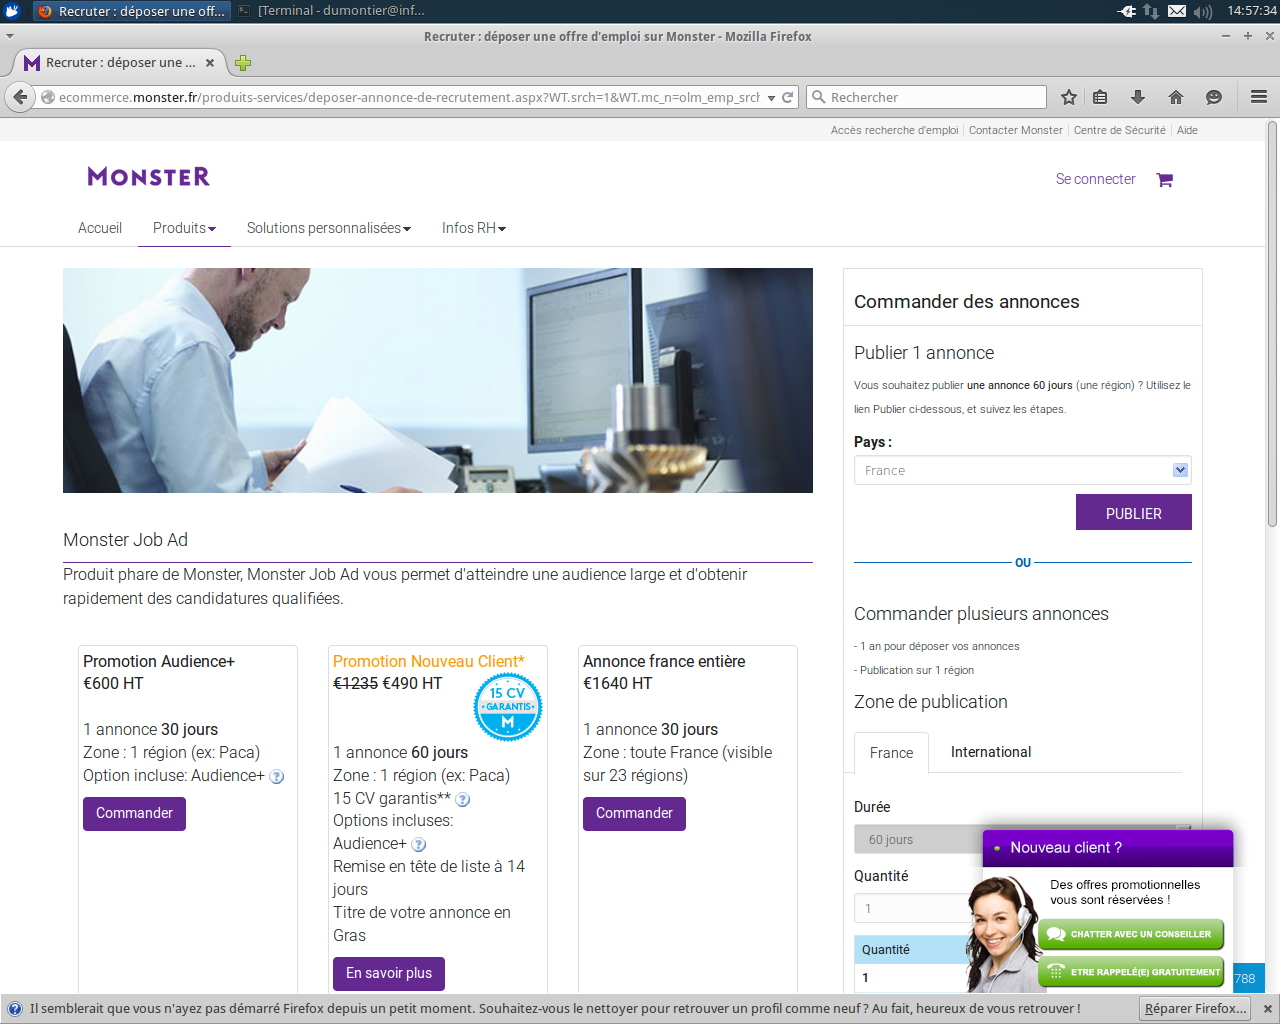 Recruter : déposer une off...
[Terminal - dumontier@inf...
14:57:34
Recruter : déposer une offre d'emploi sur Monster - Mozilla Firefox
Recruter : déposer une ...
ecommerce.monster.fr/produits-services/deposer-annonce-de-recrutement.aspx?WT.srch=1&WT.mc_n=olm_emp_srch
Rechercher
Accès recherche d'emploi
Contacter Monster
Centre de Sécurité
Aide
MONSTER
Se connecter
Accueil
Produits
Solutions personnalisées
Infos RH
Monster Job Ad
Produit phare de Monster, Monster Job Ad vous permet d'atteindre une audience large et d'obtenir
rapidement des candidatures qualifiées.
Promotion Audience+
€600 HT
1 annonce 30 jours
Zone : 1 région (ex: Paca)
Option incluse: Audience+
Commander
Promotion Nouveau Client*
€1235 €490 HT
15 CV
GARANTIS
M
1 annonce 60 jours
Zone : 1 région (ex: Paca)
15 CV garantis**
Options incluses:
Audience+
Remise en tête de liste à 14
jours
Titre de votre annonce en
Gras
En savoir plus
Annonce france entière
€1640 HT
1 annonce 30 jours
Zone : toute France (visible
sur 23 régions)
Commander
Commander des annonces
Publier 1 annonce
Vous souhaitez publier une annonce 60 jours (une région) ? Utilisez le
lien Publier ci-dessous, et suivez les étapes.
Pays :
France
PUBLIER
OU
Commander plusieurs annonces
- 1 an pour déposer vos annonces
- Publication sur 1 région
Zone de publication
France
International
Durée
60 jours
Quantité
1
Quantité
1
Nouveau client ?
Des offres promotionnelles
vous sont réservées !
CHATTER AVEC UN CONSEILLER
ETRE RAPPELÉ(E) GRATUITEMENT
788
Il semblerait que vous n'ayez pas démarré Firefox depuis un petit moment. Souhaitez-vous le nettoyer pour retrouver un profil comme neuf ? Au fait, heureux de vous retrouver !
Réparer Firefox...